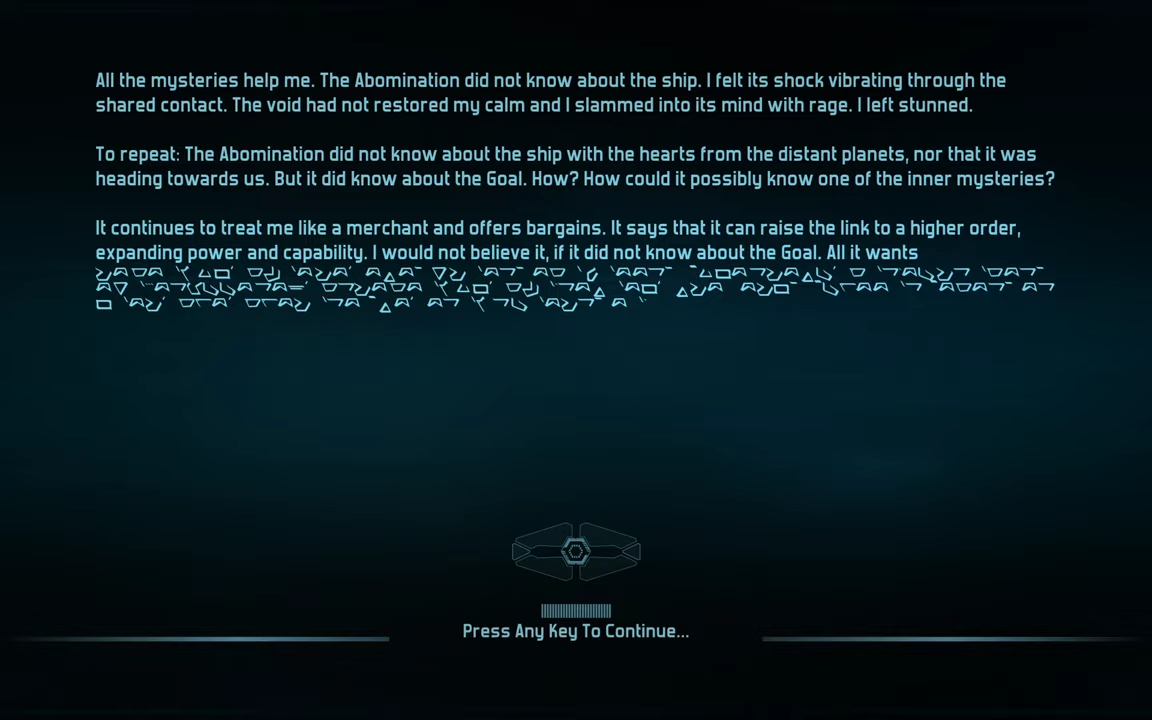 All the mysteries help me. The Abomination did not know about the ship. I felt its shock vibrating through the
shared contact. The void had not restored my calm and I slammed into its mind with rage. I left stunned.
To repeat: The Abomination did not know about the ship with the hearts from the distant planets, nor that it was
heading towards us. But it did know about the Goal. How? How could it possibly know one of the inner mysteries?
It continues to treat me like a merchant and offers bargains. It says that it can raise the link to a higher order,
expanding power and capability. I would not believe it, if it did not know about the Goal. All it wants
Press Any Key To Continue...